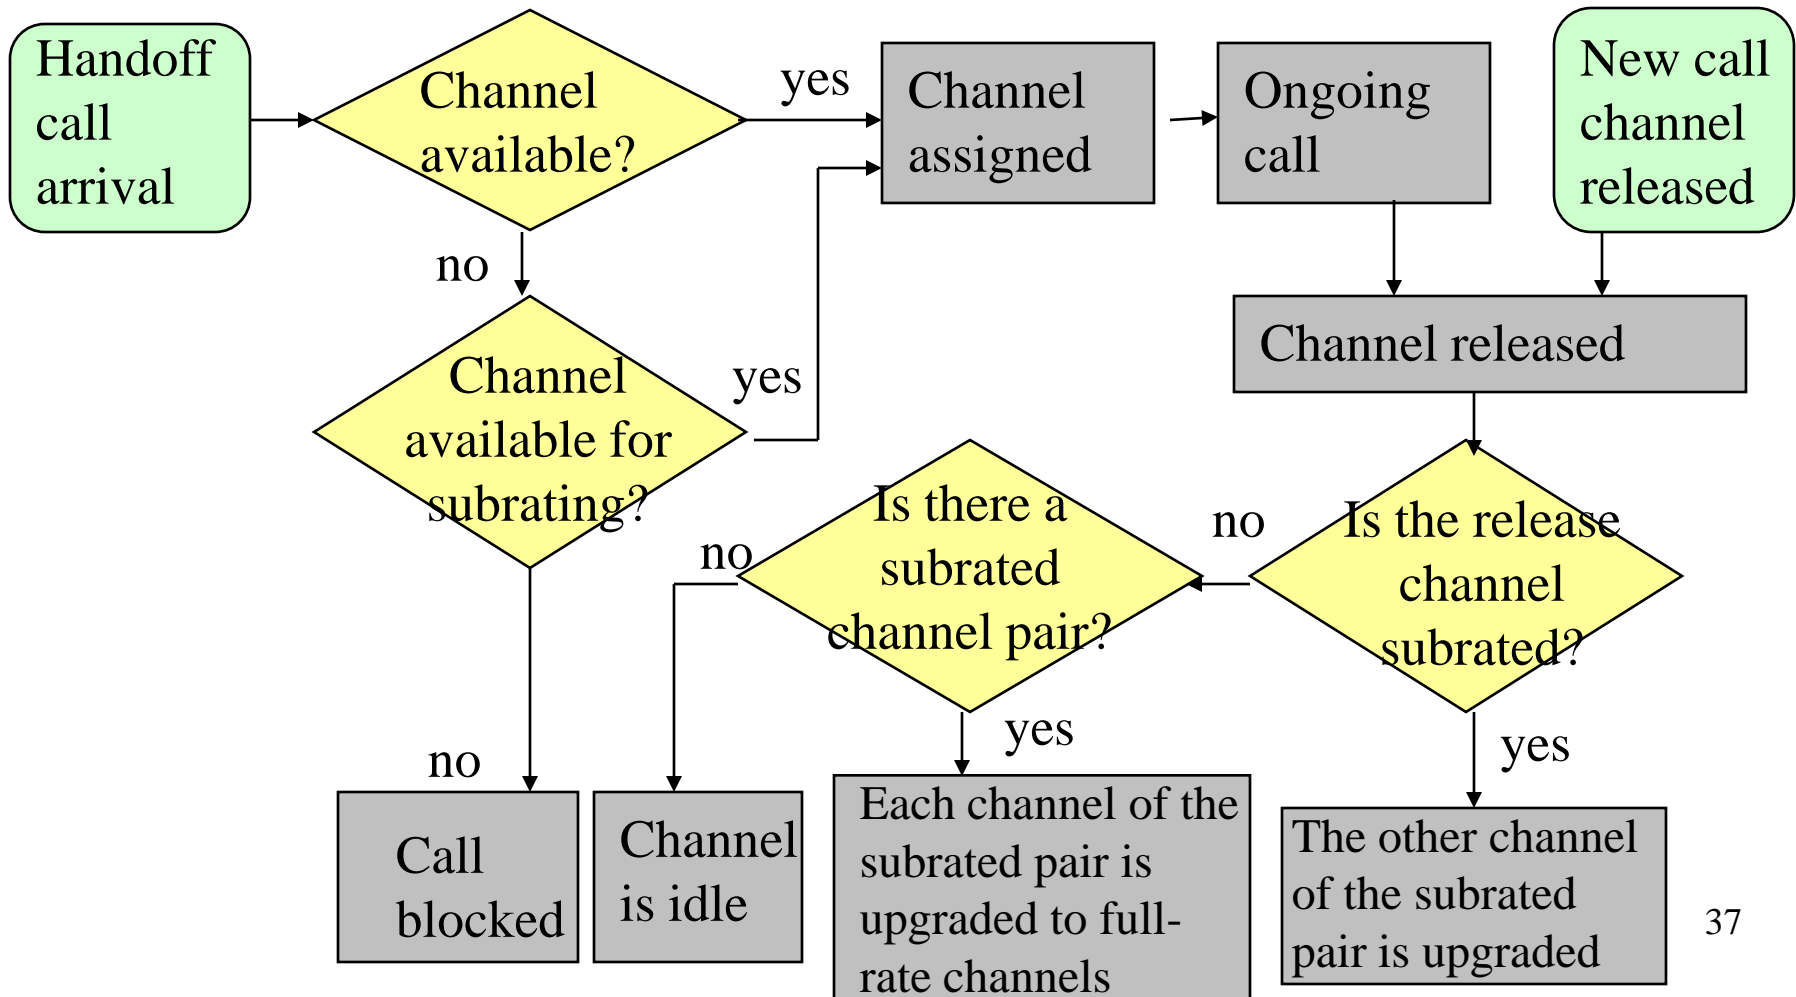 Handoff
call
arrival
Channel
available?
yes
Channel
assigned
Ongoing
call
New call
channel
released
no
Channel
available for
subrating?
yes
Channel released
Is there a
subrated
channel pair?
no
no
Is the release
channel
subrated?
yes
yes
no
Call
blocked
Channel
is idle
Each channel of the
subrated pair is
upgraded to full-
rate channels
The other channel
of the subrated
pair is upgraded
37